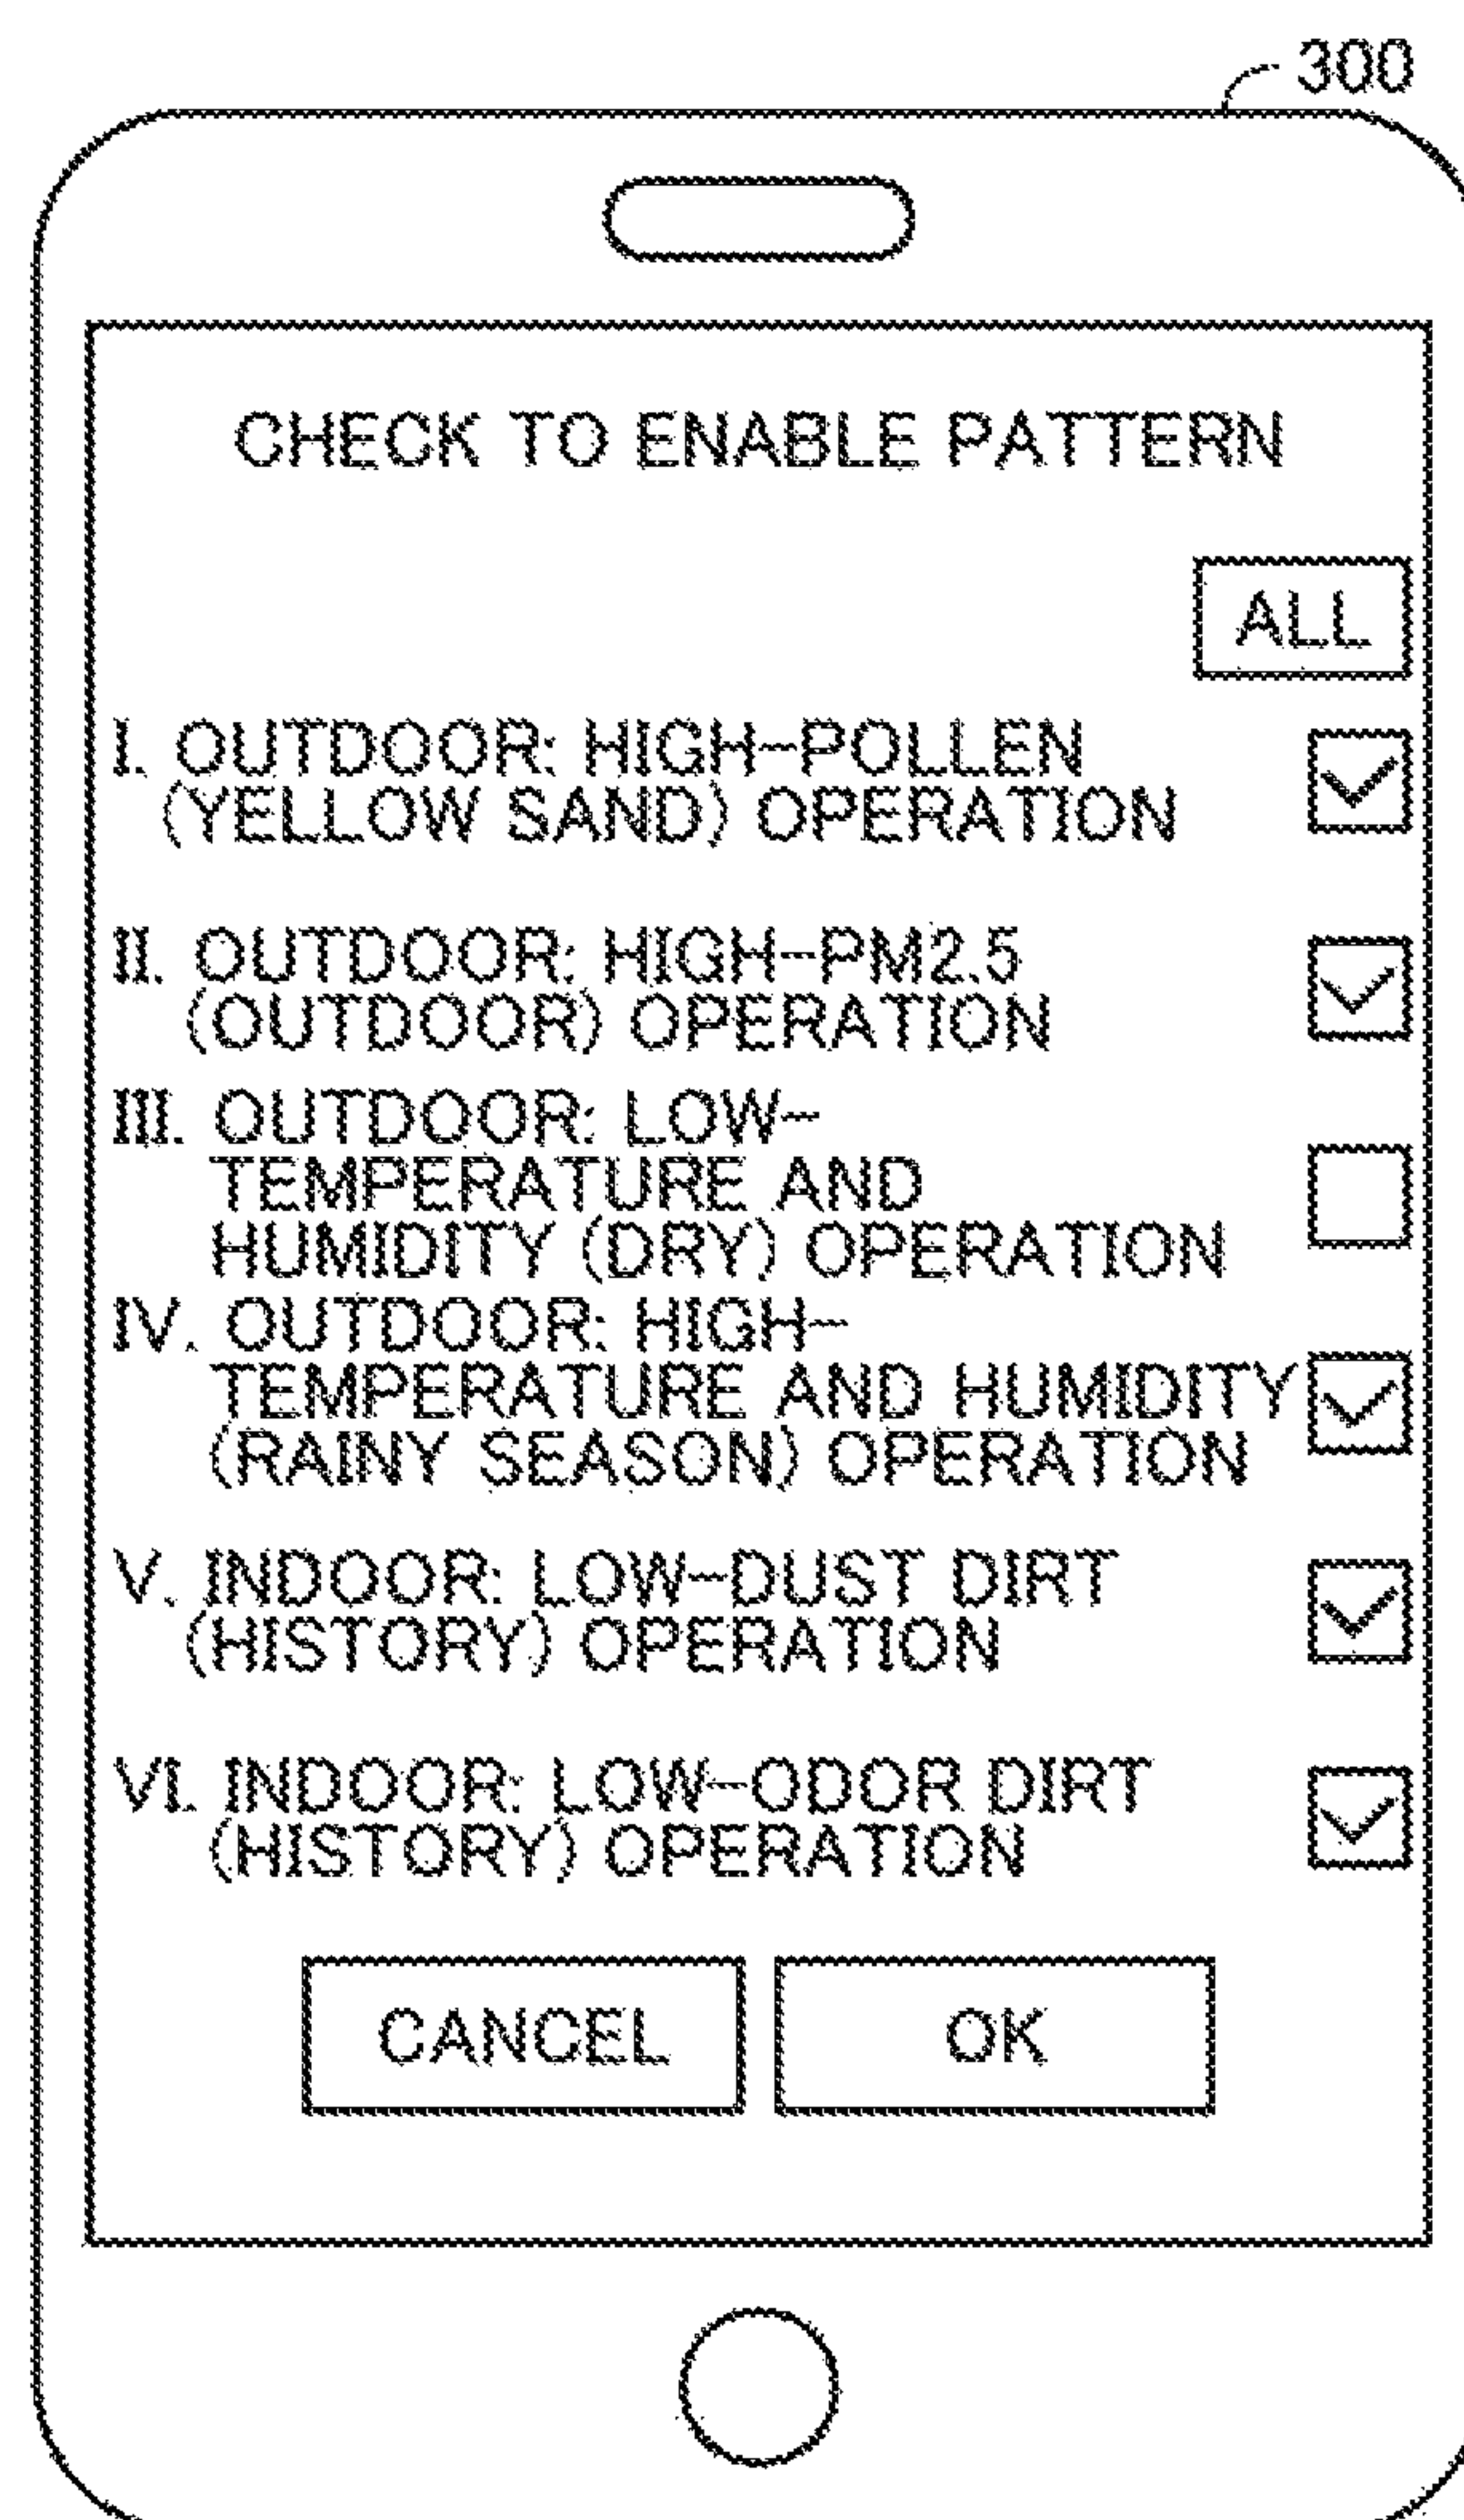 300
CHECK TO ENABLE PATTERN
ALL
I. OUTDOOR: HIGH-POLLEN
(YELLOW SAND) OPERATION
II. OUTDOOR: HIGH-PM2.5
(OUTDOOR) OPERATION
III. OUTDOOR: LOW-
TEMPERATURE AND
HUMIDITY (DRY) OPERATION
IV. OUTDOOR: HIGH-
TEMPERATURE AND HUMIDITY
(RAINY SEASON) OPERATION
V. INDOOR: LOW-DUST DIRT
(HISTORY) OPERATION
VI. INDOOR: LOW-ODOR DIRT
(HISTORY) OPERATION
CANCEL OK